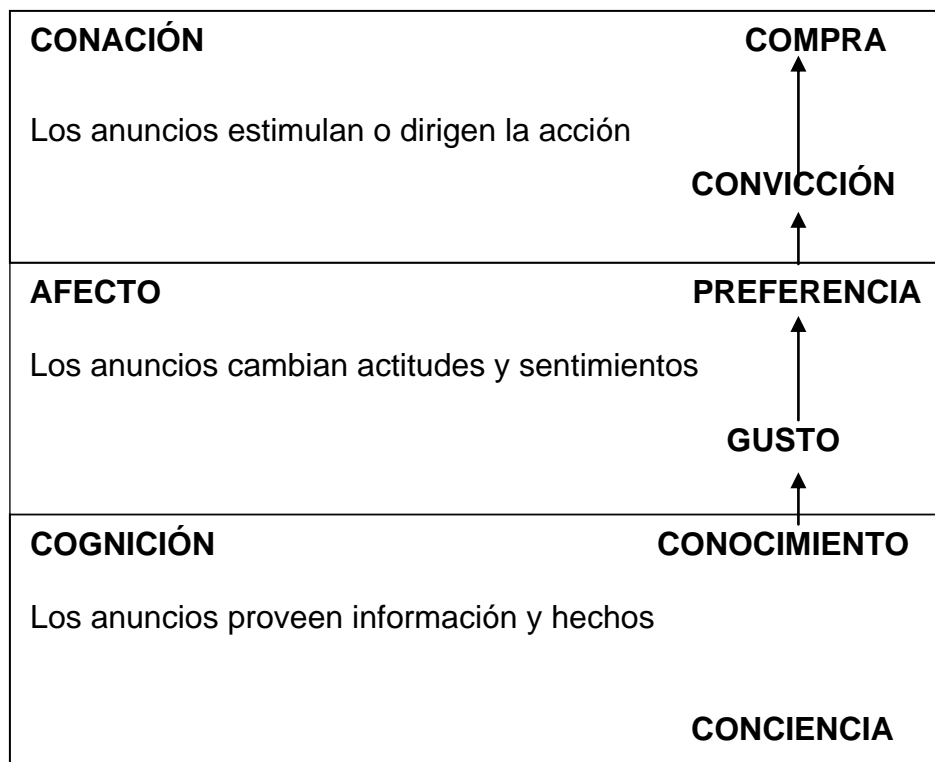 CONACIÓN COMPRA
Los anuncios estimulan o dirigen la acción
CONVICCIÓN
AFECTO PREFERENCIA
Los anuncios cambian actitudes y sentimientos
GUSTO
COGNICIÓN CONOCIMIENTO
Los anuncios proveen información y hechos
CONCIENCIA